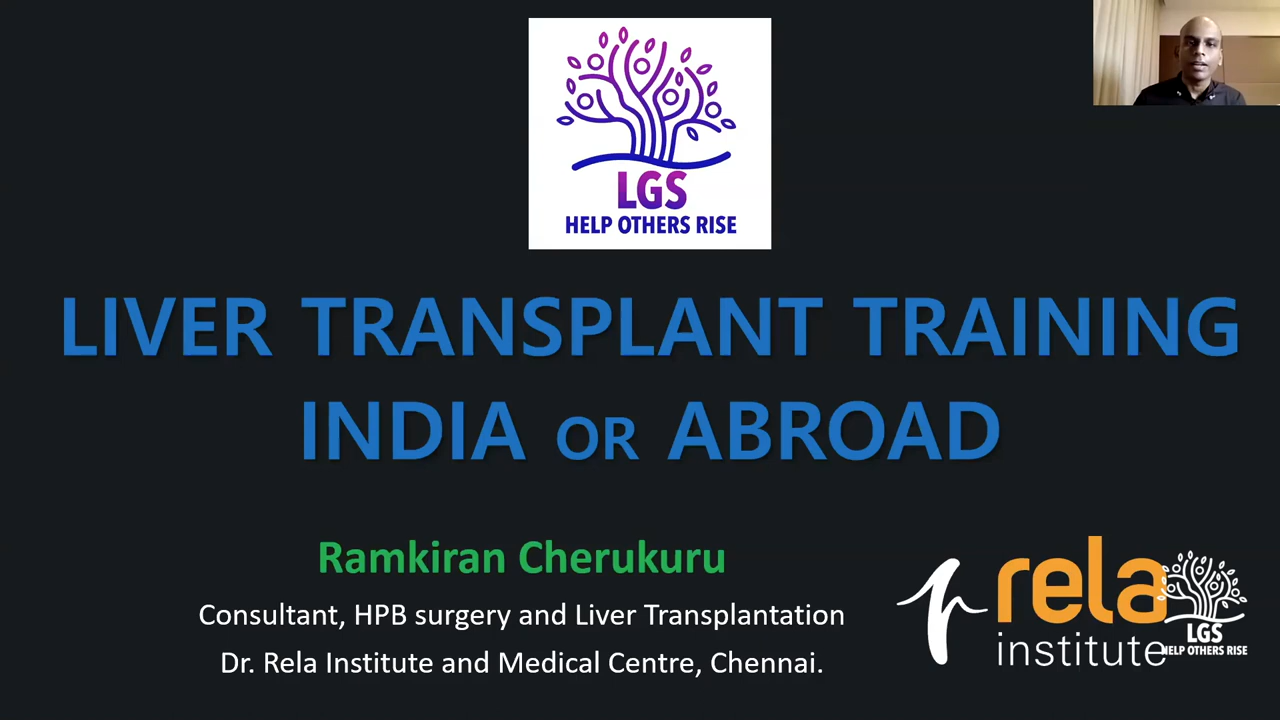 LGS
HELP OTHERS RISE
LIVER TRANSPLANT TRAINING
INDIA OR ABROAD
Ramkiran Cherukuru
Consultant, HPB surgery and Liver Transplantation
Dr. Rela Institute and Medical Centre, Chennai.
rela
institute
LGS
HELP OTHERS RISE